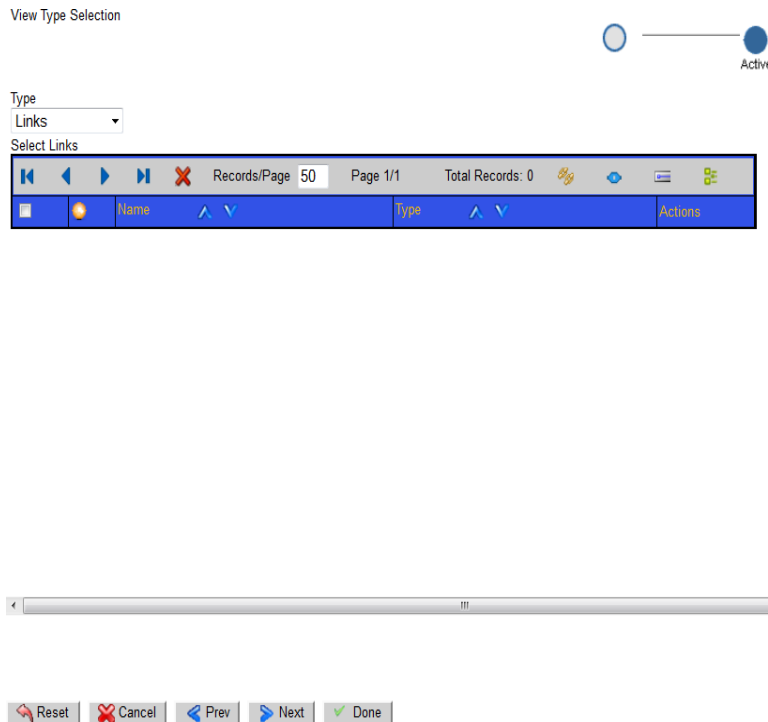 View Type Selection
Active
Type
Links
Select Links
Records/Page 50 Page 1/1 Total Records: 0
Name Type Actions
Reset Cancel Prev Next Done